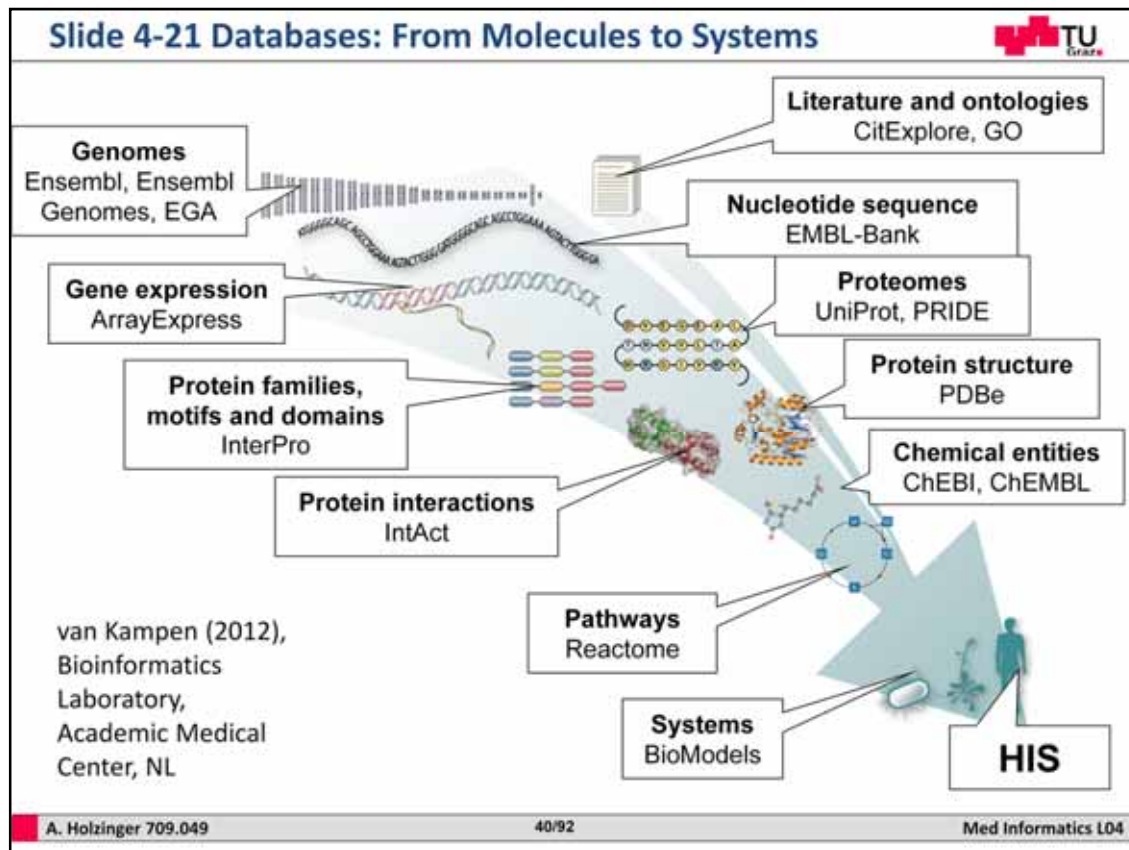 Slide 4-21 Databases: From Molecules to Systems
TU
Graz
Literature and ontologies
CitExplore, GO
Genomes
Ensembl, Ensembl
Genomes, EGA
Nucleotide sequence
EMBL-Bank
Gene expression
ArrayExpress
Proteomes
UniProt, PRIDE
Protein families,
motifs and domains
InterPro
Protein structure
PDBe
Chemical entities
ChEBI, ChEMBL
Protein interactions
IntAct
Pathways
Reactome
van Kampen (2012),
Bioinformatics
Laboratory,
Academic Medical
Center, NL
Systems
BioModels
HIS
A. Holzinger 709.049
40/92
Med Informatics L04